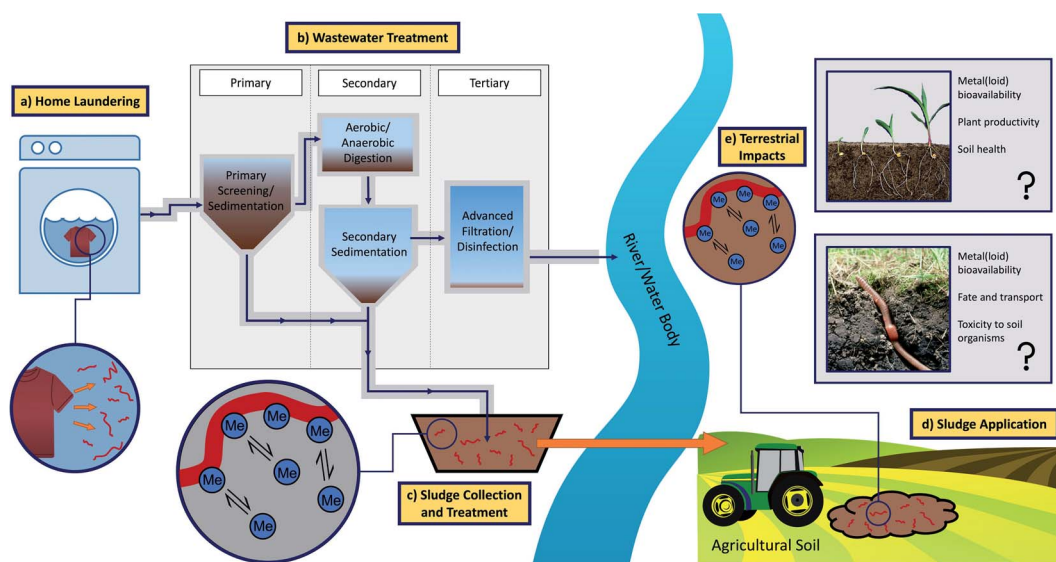 a) Home Laundering
b) Wastewater Treatment
Primary
Secondary
Tertiary
Primary
Screening/
Sedimentation
Aerobic/
Anaerobic
Digestion
Secondary
Sedimentation
Advanced
Filtration/
Disinfection
River/Water Body
Me
Me
Me
Me
Me
Me
Me
c) Sludge Collection
and Treatment
e) Terrestrial
Impacts
Me
Me
Me
Me
Me
Me
Me
Metal(loid)
bioavailability
Plant productivity
Soil health
?
Metal(loid)
bioavailability
Fate and transport
Toxicity to soil
organisms
?
d) Sludge Application
Agricultural Soil